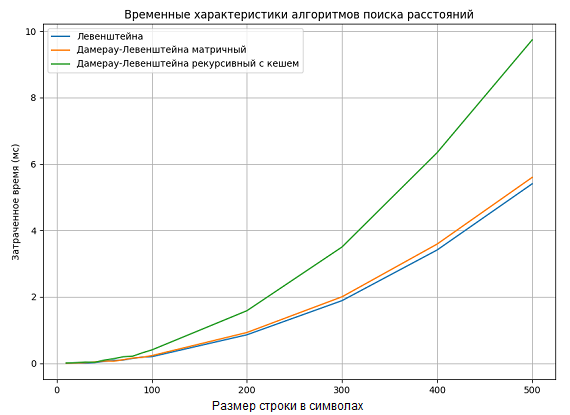 Временные характеристики алгоритмов поиска расстояний
Левенштейна
Дамерау-Левенштейна матричный
Дамерау-Левенштейна рекурсивный с кешем
Затраченное время (мс)
10
8
6
4
2
0
0 100 200 300 400 500
Размер строки в символах